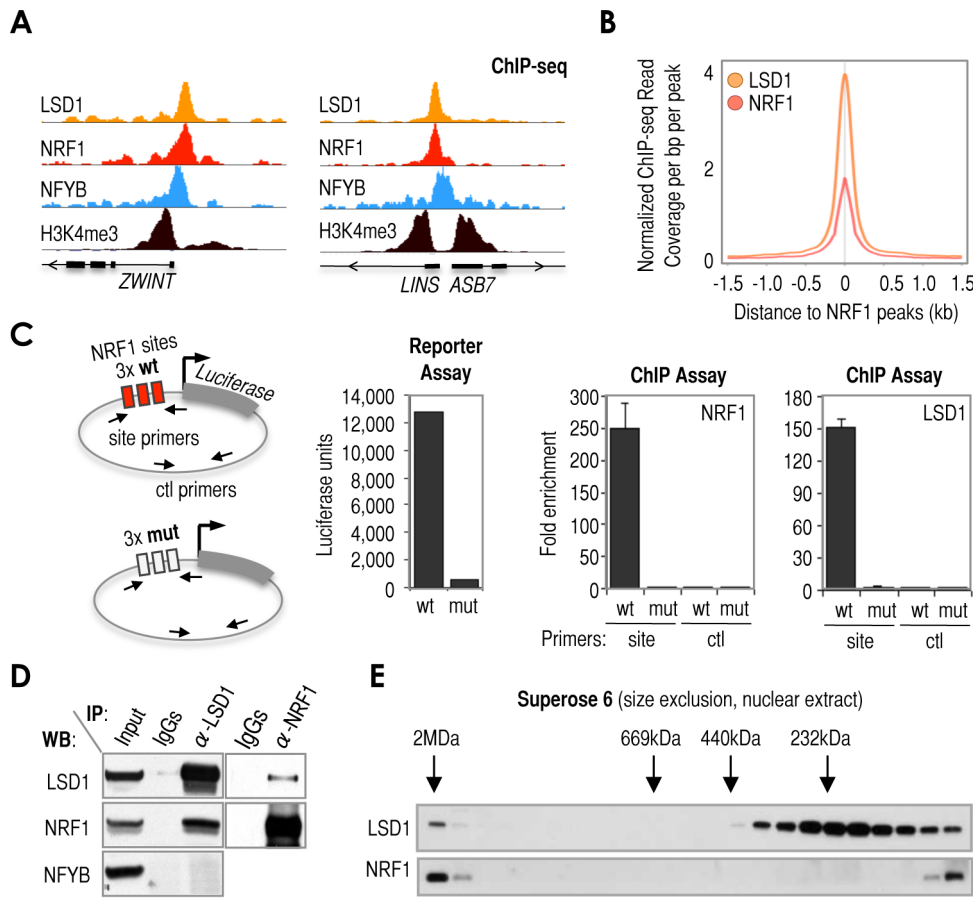 A
ChIP-seq
LSD1
NRF1
NFYB
H3K4me3
ZWINT
LSD1
NRF1
NFYB
H3K4me3
LINS ASB7
B
Normalized ChIP-seq Read
Coverage per bp per peak
4
2
0
LSD1
NRF1
-1.5 -1.0 -0.5 0 0.5 1.0 1.5
Distance to NRF1 peaks (kb)
C
NRF1 sites
3x wt
Luciferase
site primers
ctl primers
3x mut
Reporter
Assay
Luciferase units
14,000
12,000
10,000
8,000
6,000
4,000
2,000
0
wt mut
ChIP Assay
NRF1
Fold enrichment
300
250
200
150
100
50
0
wt mut wt mut
Primers: site ctl
ChIP Assay
LSD1
180
150
120
90
60
30
0
wt mut wt mut
site ctl
D
IP:
WB:
Input
IgGs
α-LSD1
IgGs
α-NRF1
LSD1
NRF1
NFYB
E
Superose 6 (size exclusion, nuclear extract)
2MDa 669kDa 440kDa 232kDa
LSD1
NRF1